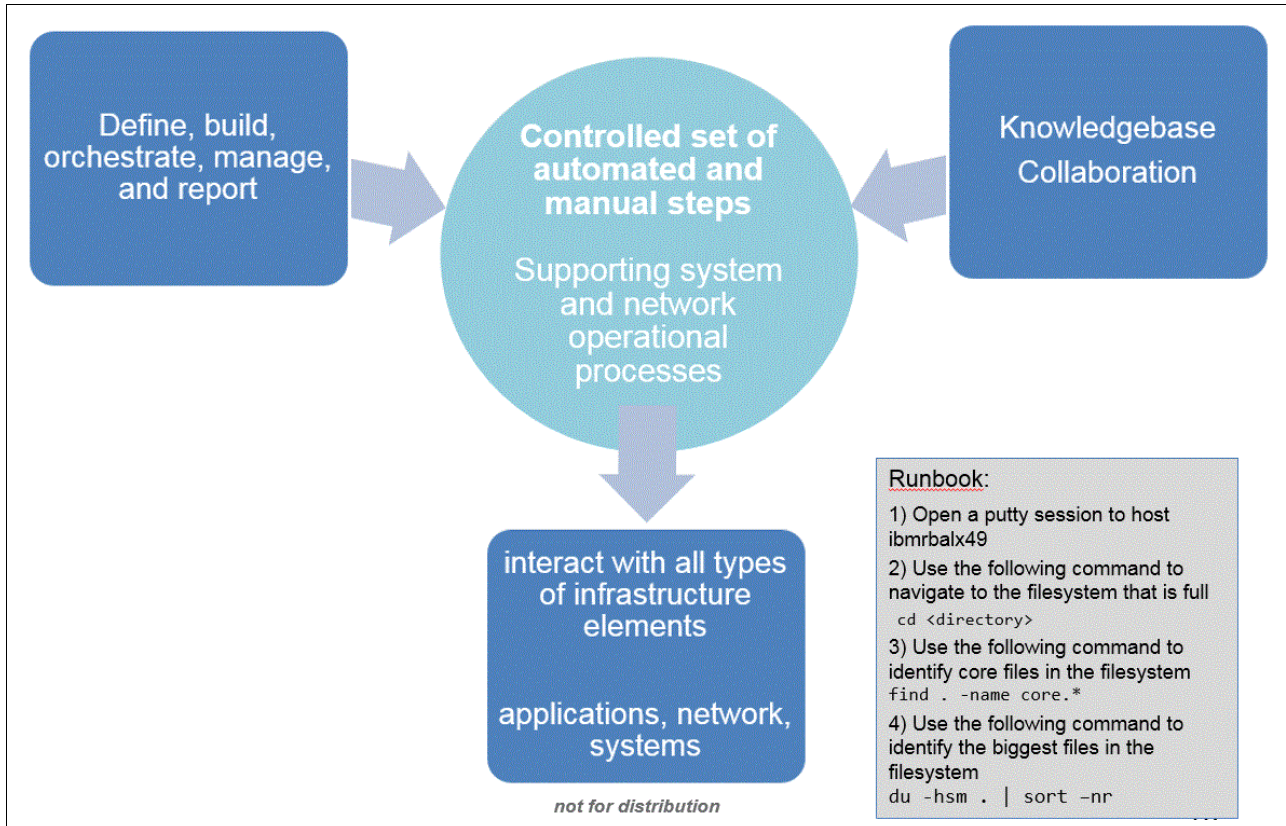 Define, build,
orchestrate, manage,
and report
Controlled set of
automated and
manual steps
Supporting system
and network
operational
processes
Knowledgebase
Collaboration
interact with all types
of infrastructure
elements
applications, network,
systems
not for distribution
Runbook:
1) Open a putty session to host
ibmrbalx49
2) Use the following command to
navigate to the filesystem that is full
cd <directory>
3) Use the following command to
identify core files in the filesystem
find . -name core.*
4) Use the following command to
identify the biggest files in the
filesystem
du -hsm . | sort –nr